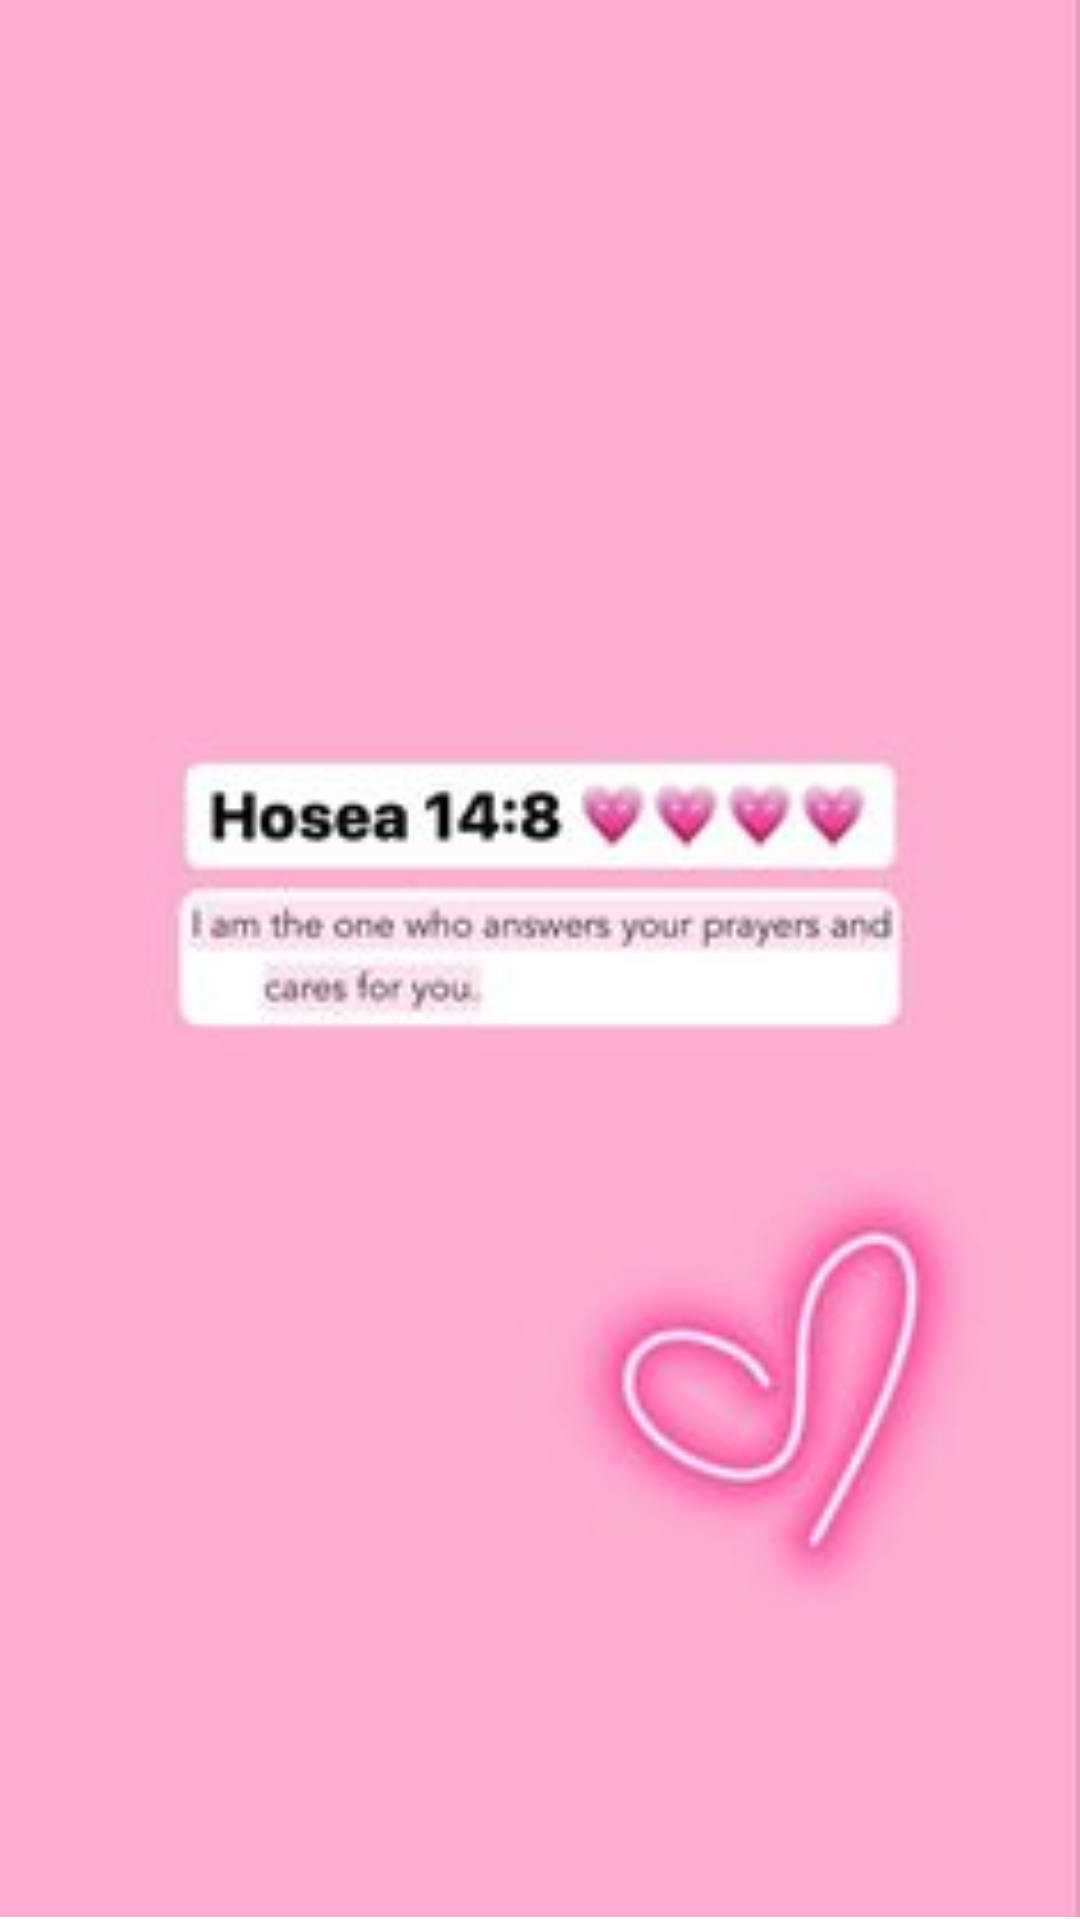 Hosea 14:8 💗💗💗💗
I am the one who answers your prayers and
cares for you.